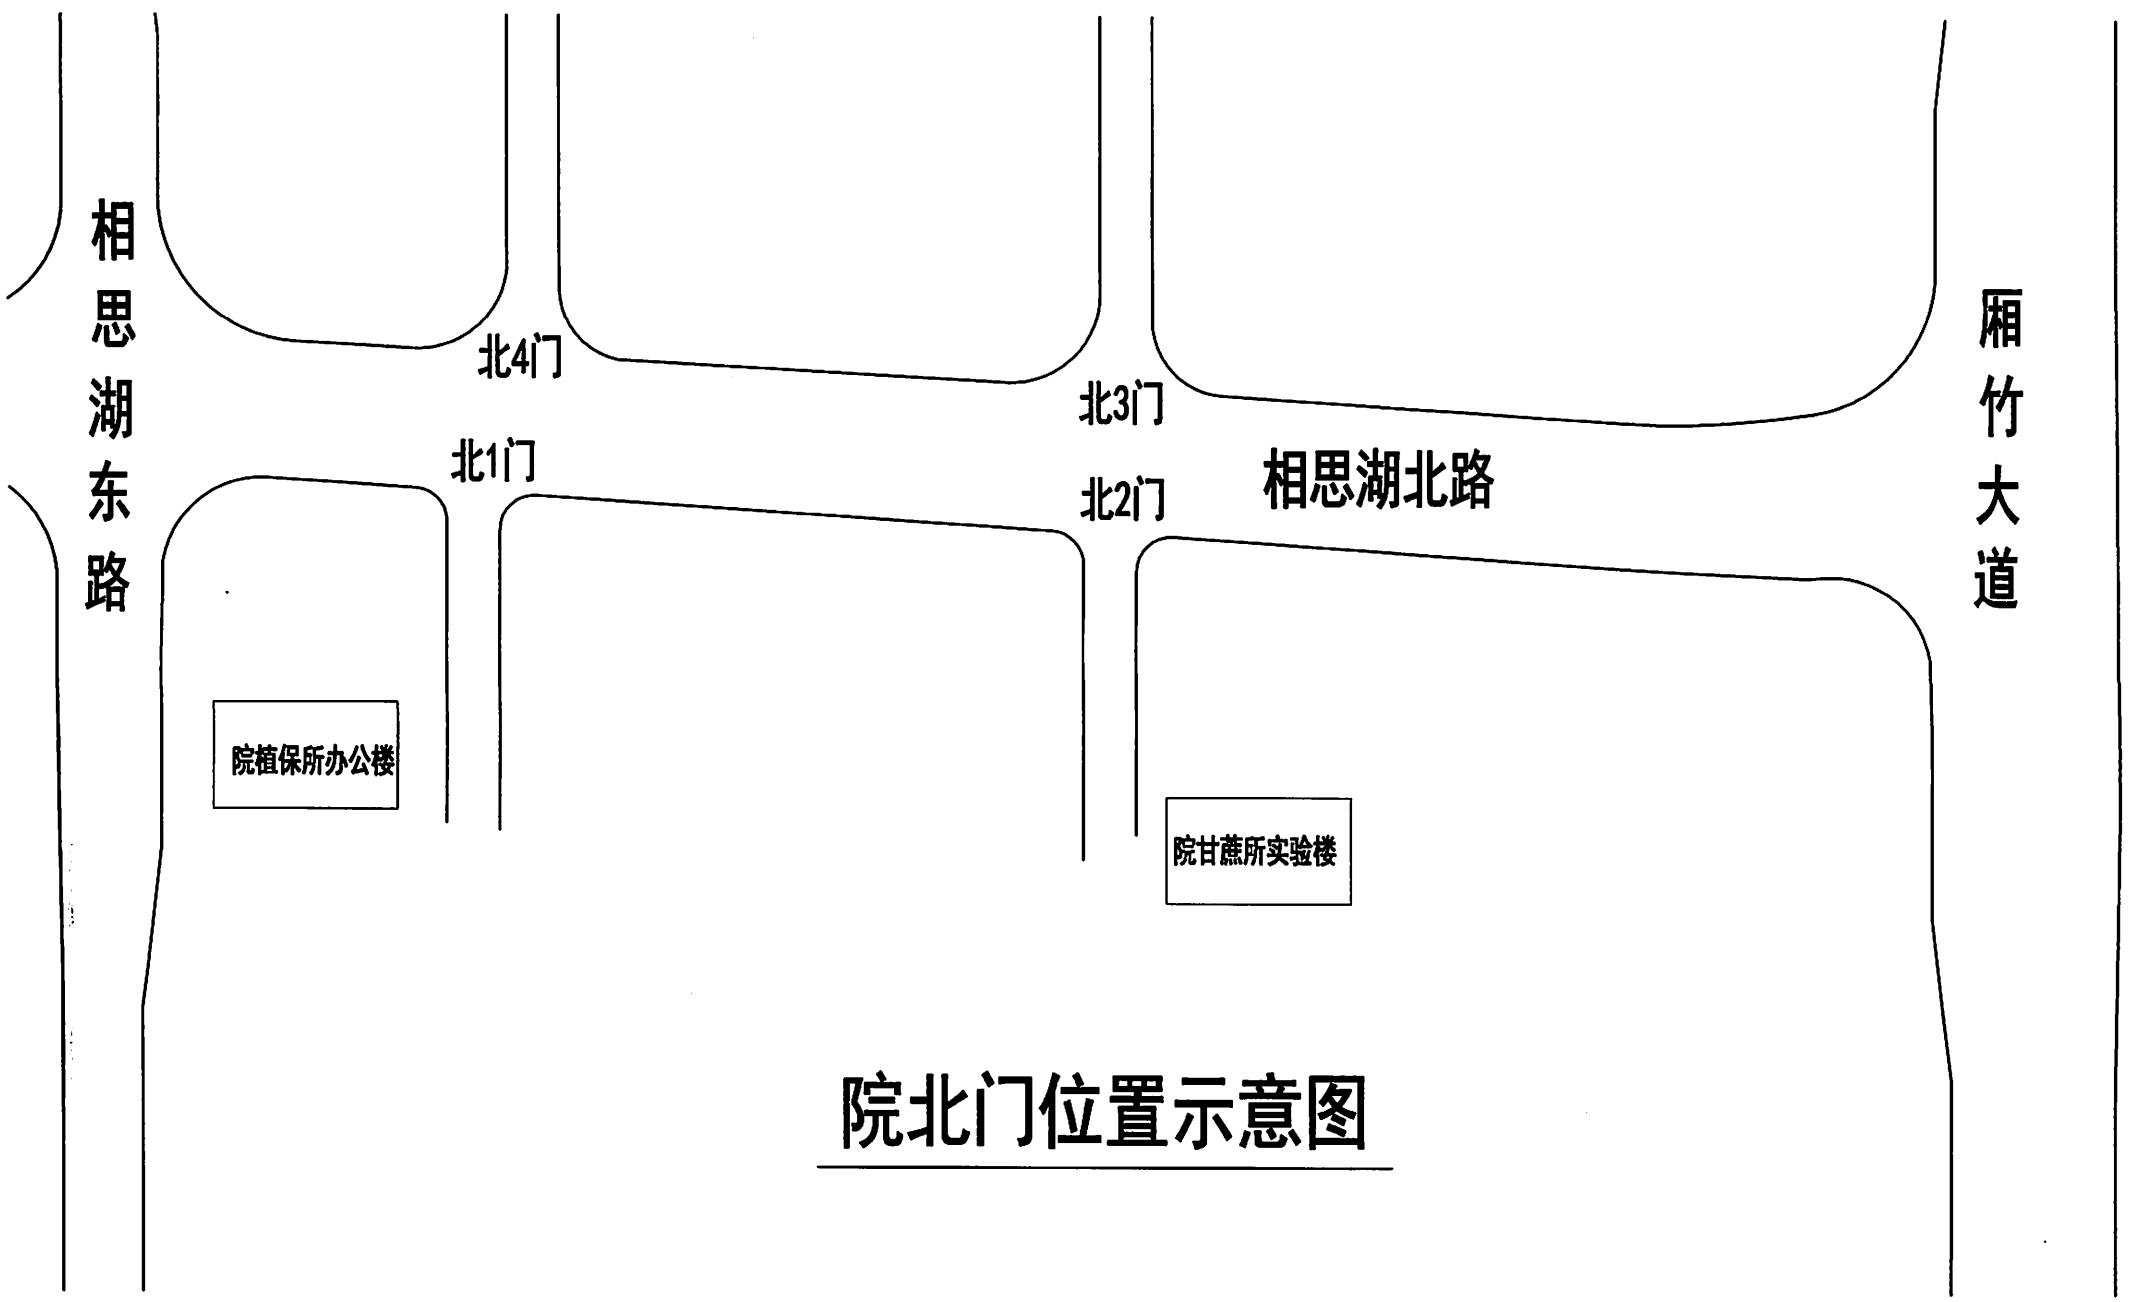 相思湖东路
厢竹大道
北4门
北3门
北1门
相思湖北路
北2门
院植保所办公楼
院甘蔗所实验楼
院北门位置示意图